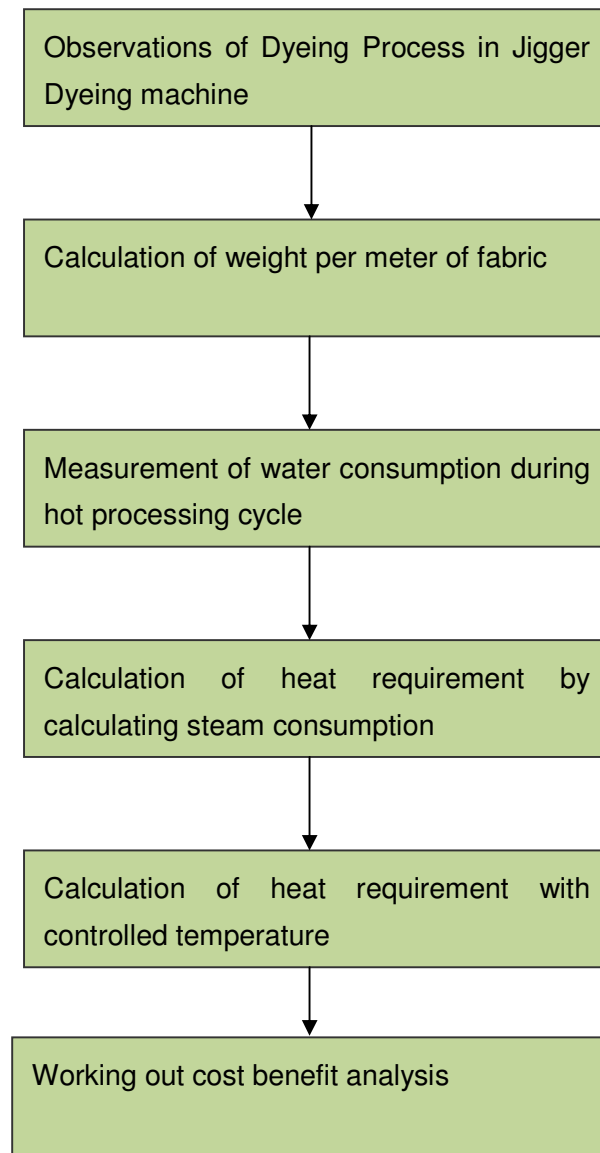 Observations of Dyeing Process in Jigger
Dyeing machine
Calculation of weight per meter of fabric
Measurement of water consumption during
hot processing cycle
Calculation of heat requirement by
calculating steam consumption
Calculation of heat requirement with
controlled temperature
Working out cost benefit analysis